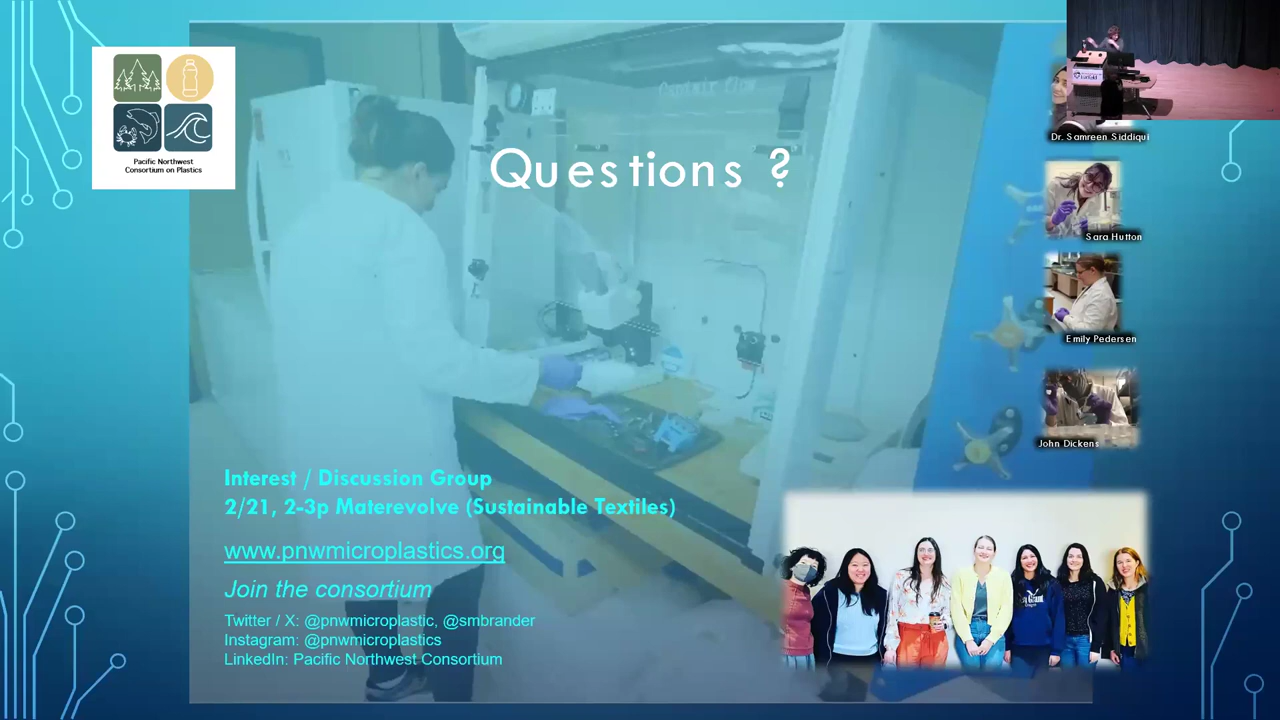 Pacific Northwest
Consortium on Plastics
Questions ?
Dr. Samreen Siddiqui
Sara Hutton
Emily Pedersen
John Dickens
Interest / Discussion Group
2/21, 2-3p Materevolve (Sustainable Textiles)
www.pnwmicroplastics.org
Join the consortium
Twitter / X: @pnwmicroplastic, @smbrander
Instagram: @pnwmicroplastics
LinkedIn: Pacific Northwest Consortium